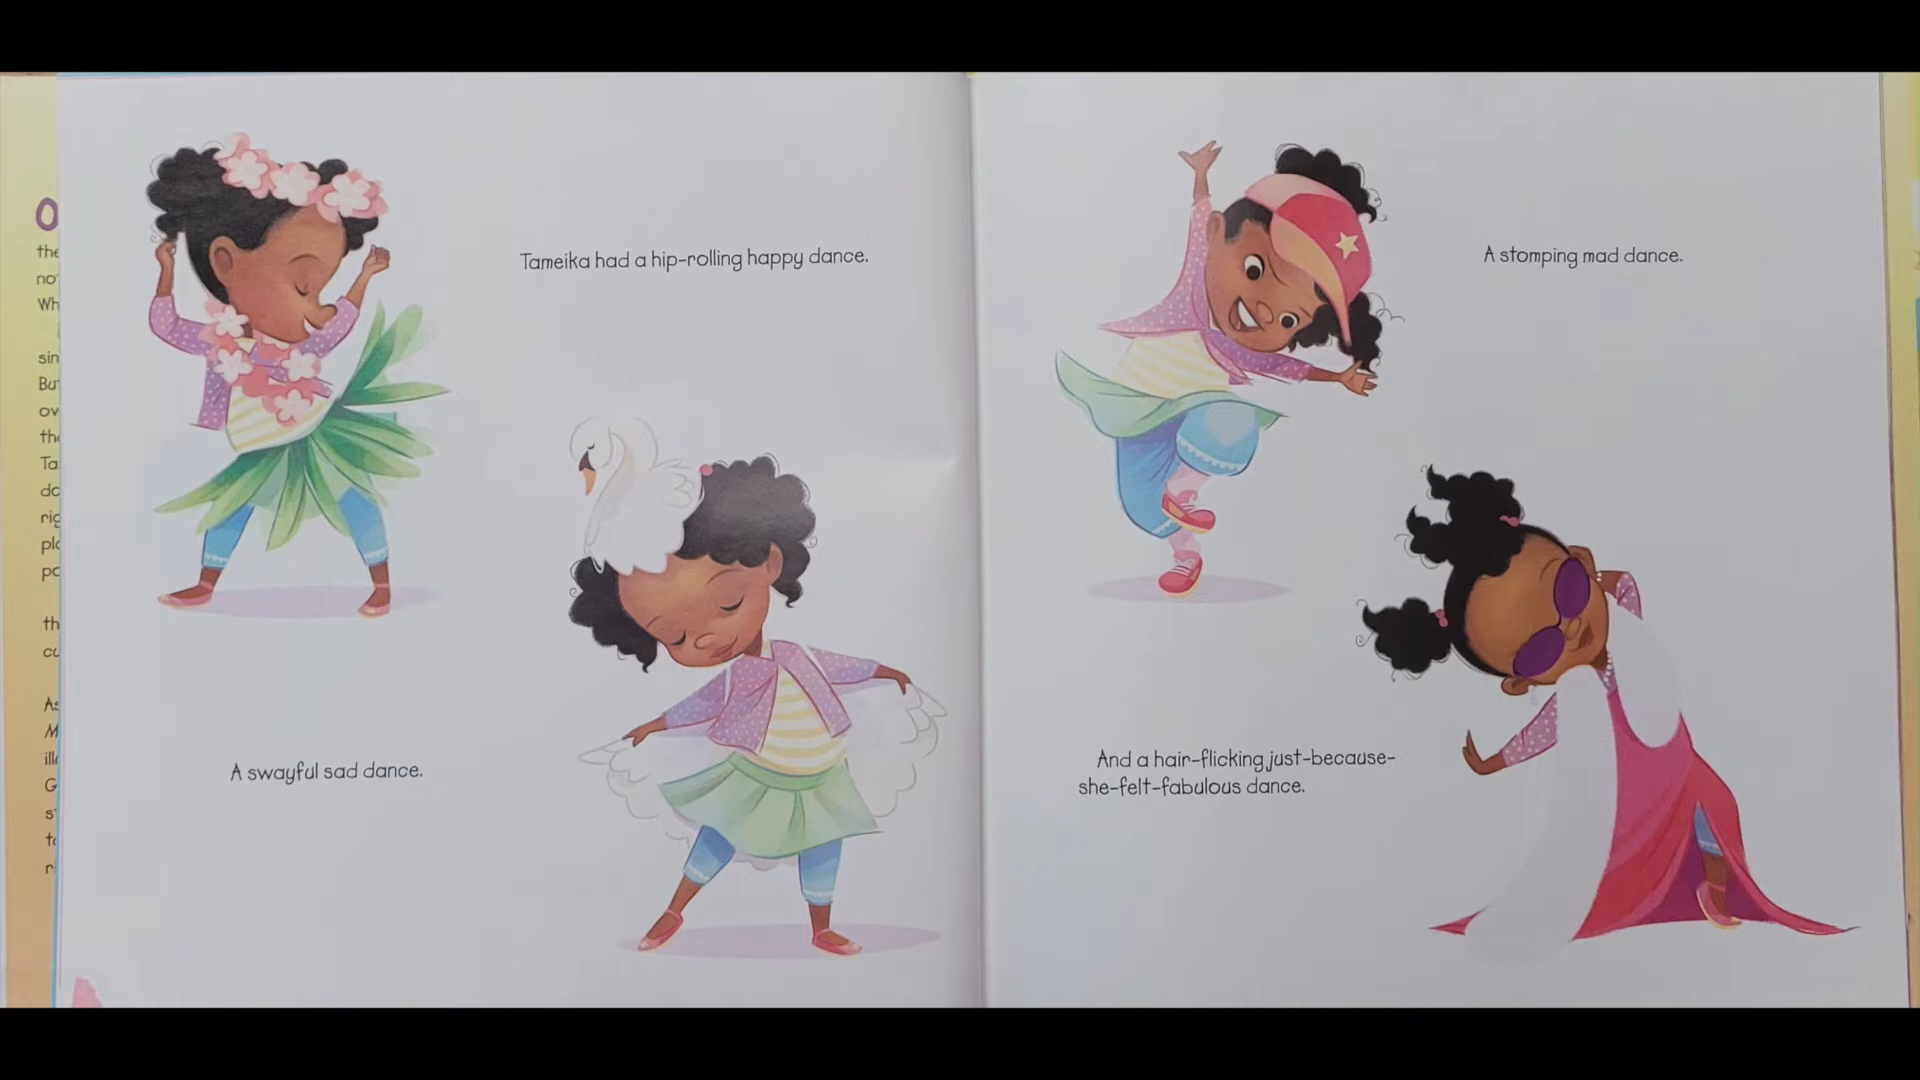 Tameika had a hip-rolling happy dance.
A swayful sad dance.
A stomping mad dance.
And a hair-flicking just-because-
she-felt-fabulous dance.